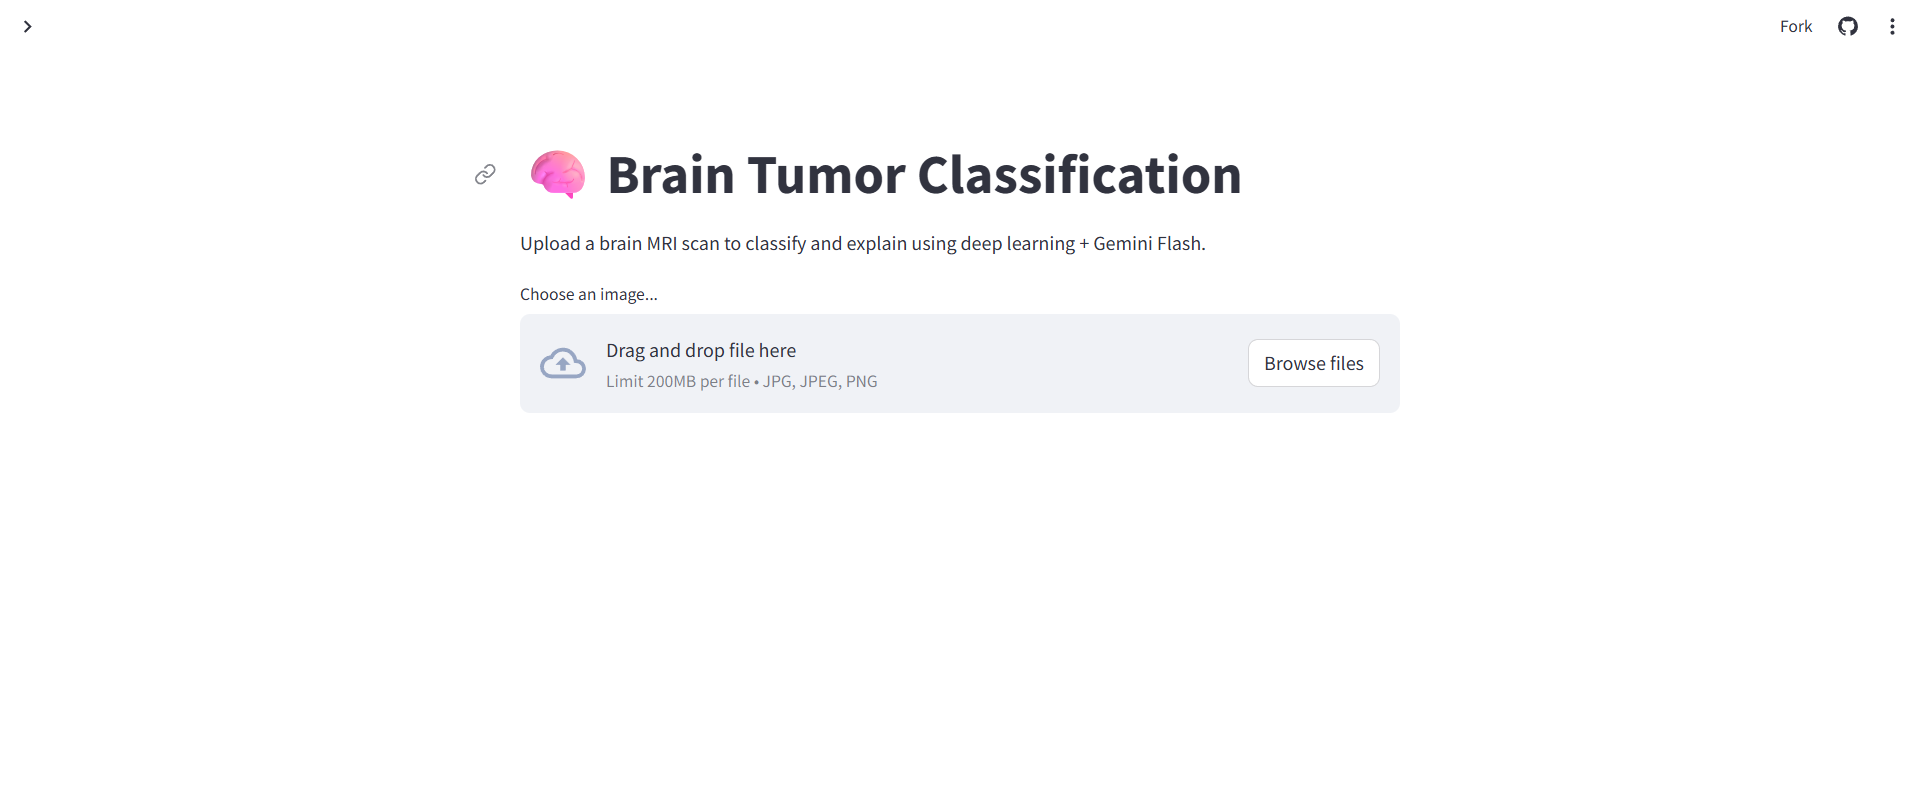 Fork
🧠 Brain Tumor Classification
Upload a brain MRI scan to classify and explain using deep learning + Gemini Flash.
Choose an image...
Drag and drop file here
Limit 200MB per file • JPG, JPEG, PNG
Browse files